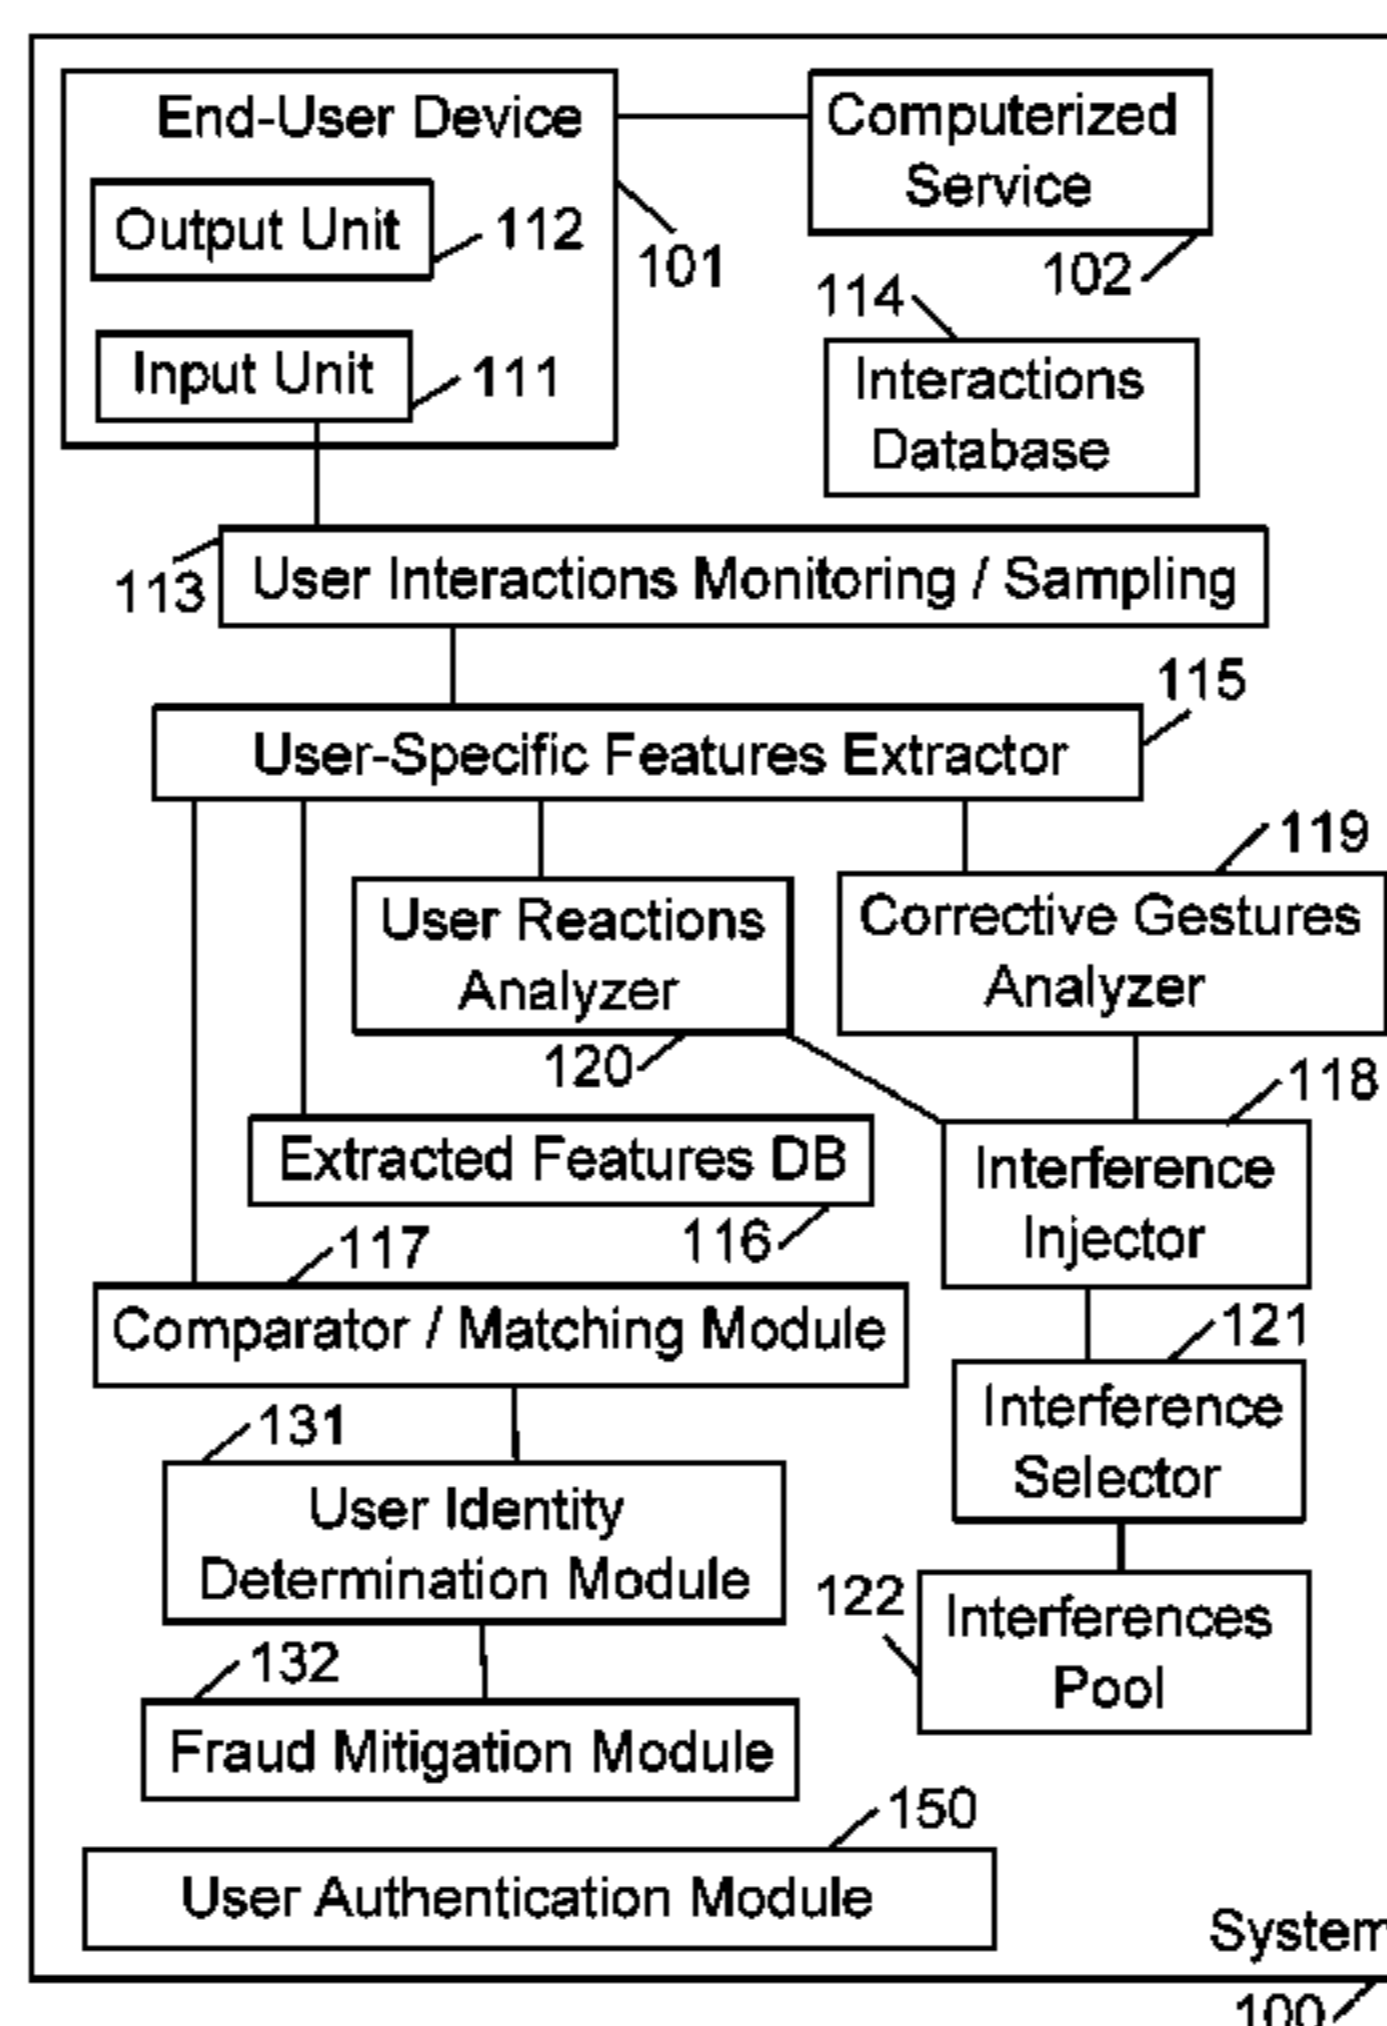 End-User Device
Computerized
Service
Output Unit
112
101
102
114
Input Unit
111
Interactions
Database
113
User Interactions Monitoring / Sampling
115
User-Specific Features Extractor
119
User Reactions
Analyzer
Corrective Gestures
Analyzer
120
118
Extracted Features DB
116
Interference
Injector
117
Comparator / Matching Module
121
131
Interference
Selector
User Identity
Determination Module
122
Interferences
Pool
132
Fraud Mitigation Module
150
User Authentication Module
System
100